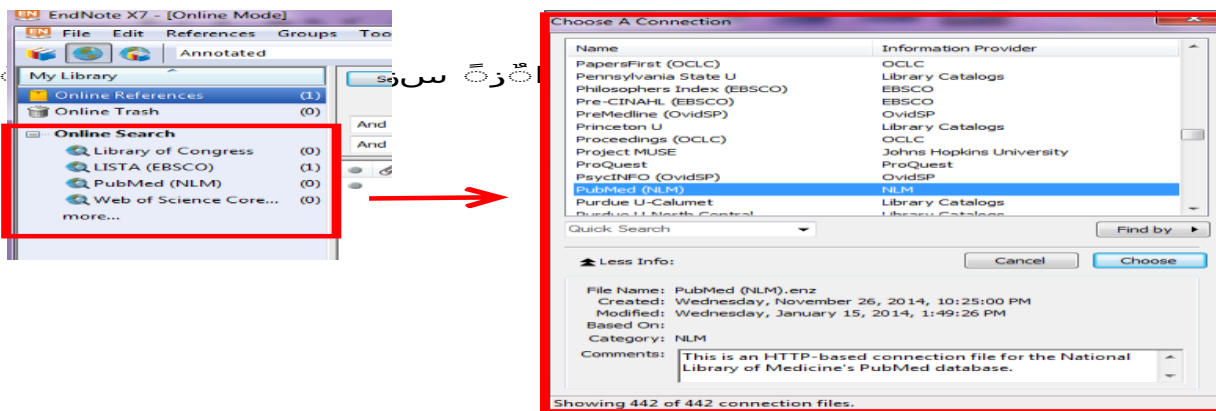 EndNote X7 - [Online Mode]
File Edit References Groups Too
Annotated
My Library
Online References (1)
Online Trash (0)
Online Search
Library of Congress (0)
LISTA (EBSCO) (1)
PubMed (NLM) (0)
Web of Science Core... (0)
more...
And
And
Choose A Connection
Name Information Provider
PapersFirst (OCLC) OCLC
Pennsylvania State U Library Catalogs
Philosophers Index (EBSCO) EBSCO
Pre-CINAHL (EBSCO) EBSCO
PreMedline (OvidSP) OvidSP
Princeton U Library Catalogs
Proceedings (OCLC) OCLC
Project MUSE Johns Hopkins University
ProQuest ProQuest
PsycINFO (OvidSP) OvidSP
PubMed (NLM) NLM
Purdue U-Calumet Library Catalogs
Purdue U North Central Library Catalogs
Quick Search
Find by
Less Info:
Cancel Choose
File Name: PubMed (NLM).enz
Created: Wednesday, November 26, 2014, 10:25:00 PM
Modified: Wednesday, January 15, 2014, 1:49:26 PM
Based On:
Category: NLM
Comments: This is an HTTP-based connection file for the National
Library of Medicine's PubMed database.
Showing 442 of 442 connection files.